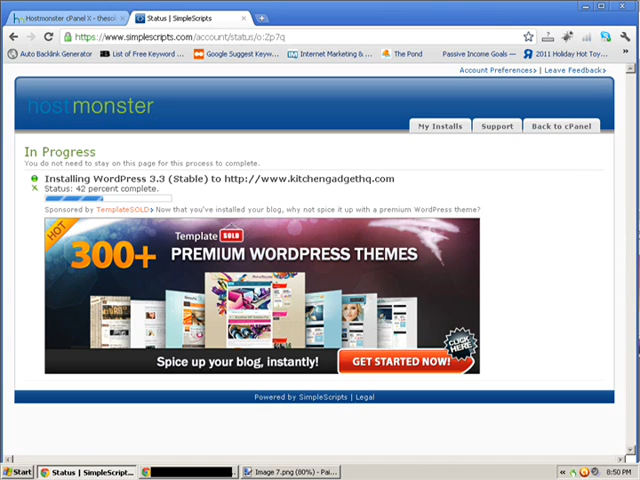 Hostmonster cPanel X - thesol
Status | SimpleScripts
https://www.simplescripts.com/account/status/o:Zp7q
Auto Backlink Generator
List of Free Keyword ...
Google Suggest Keyw...
Internet Marketing & ...
The Pond
Passive Income Goals — ...
2011 Holiday Hot Toy...
Account Preferences | Leave Feedback
hostmonster
My Installs
Support
Back to cPanel
In Progress
You do not need to stay on this page for this process to complete.
Installing WordPress 3.3 (Stable) to http://www.kitchengadgethq.com
Status: 42 percent complete.
Sponsored by TemplateSOLD Now that you've installed your blog, why not spice it up with a premium WordPress theme?
HOT
Template SOLD
300+ PREMIUM WORDPRESS THEMES
CLICK HERE
Spice up your blog, instantly!
GET STARTED NOW!
Powered by SimpleScripts | Legal
Start
Status | SimpleScript...
Image 7.png (80%) - Pai...
8:50 PM